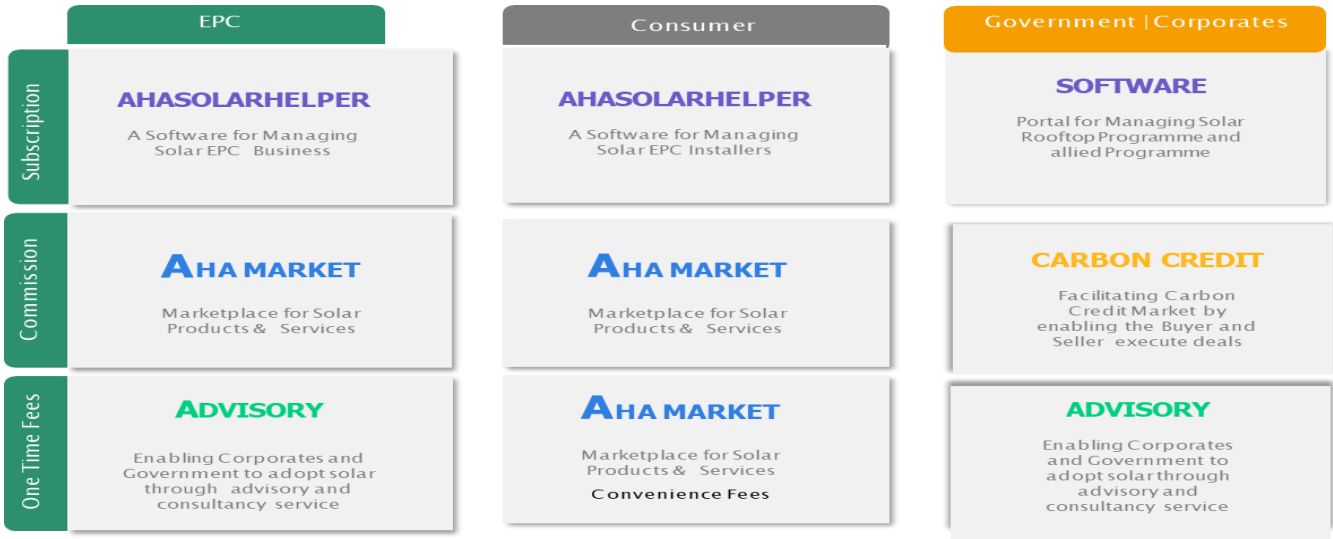 EPC
Consumer
Government | Corporates
Subscription
AHASOLARHELPER
A Software for Managing
Solar EPC Business
AHASOLARHELPER
A Software for Managing
Solar EPC Installers
SOFTWARE
Portal for Managing Solar
Rooftop Programme and
allied Programme
Commission
AHA MARKET
Marketplace for Solar
Products & Services
AHA MARKET
Marketplace for Solar
Products & Services
CARBON CREDIT
Facilitating Carbon
Credit Market by
enabling the Buyer and
Seller execute deals
One Time Fees
ADVISORY
Enabling Corporates and
Government to adopt solar
through advisory and
consultancy service
AHA MARKET
Marketplace for Solar
Products & Services
Convenience Fees
ADVISORY
Enabling Corporates
and Government to
adopt solar through
advisory and
consultancy service